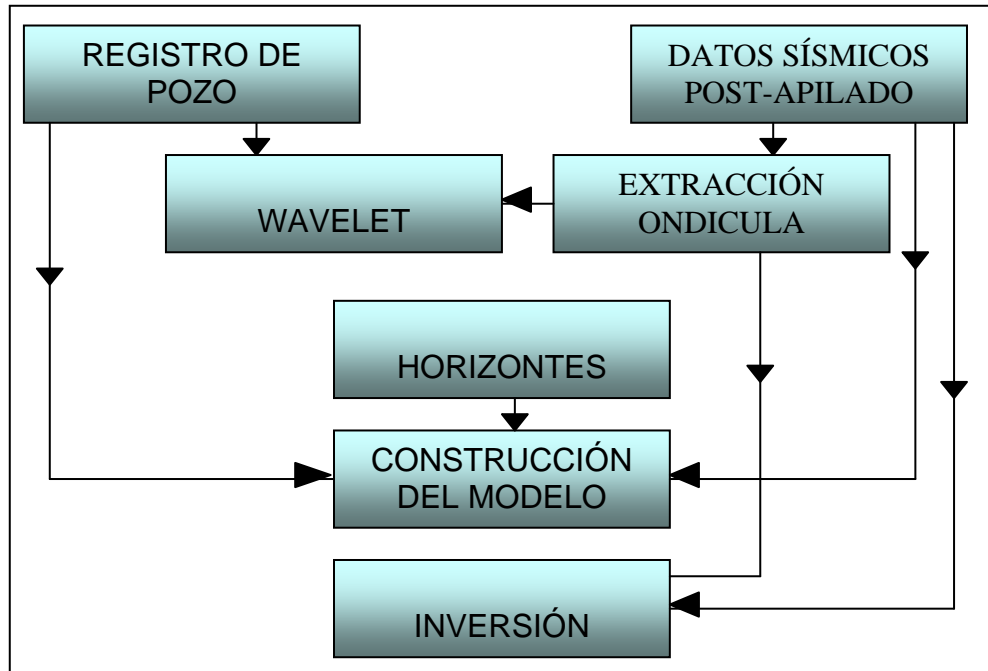 REGISTRO DE
POZO
DATOS SÍSMICOS
POST-APILADO
WAVELET
EXTRACCIÓN
ONDICULA
HORIZONTES
CONSTRUCCIÓN
DEL MODELO
INVERSIÓN